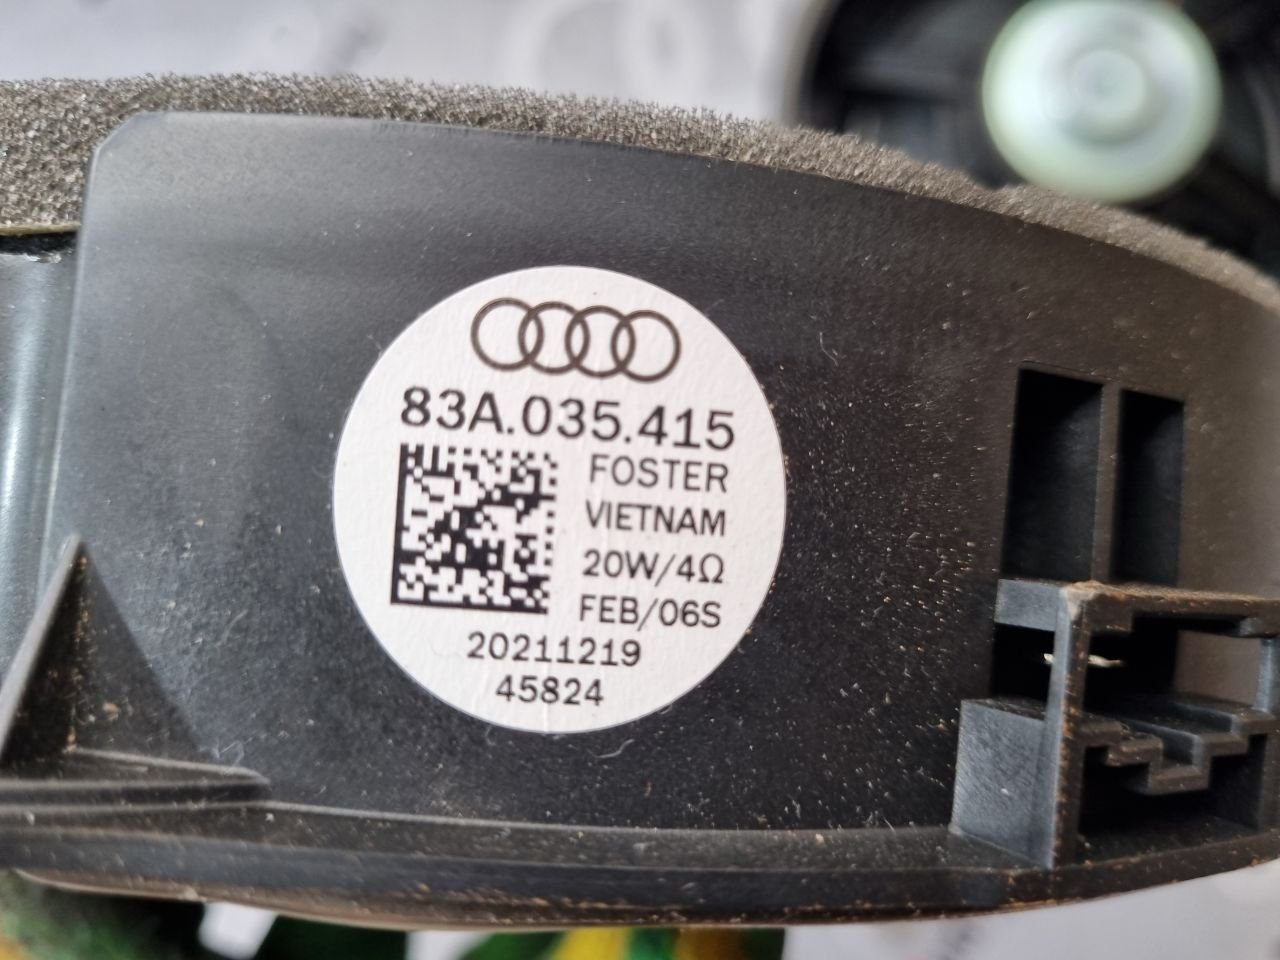 83A.035.415
FOSTER
VIETNAM
20W/4Ω
FEB/06S
20211219
45824